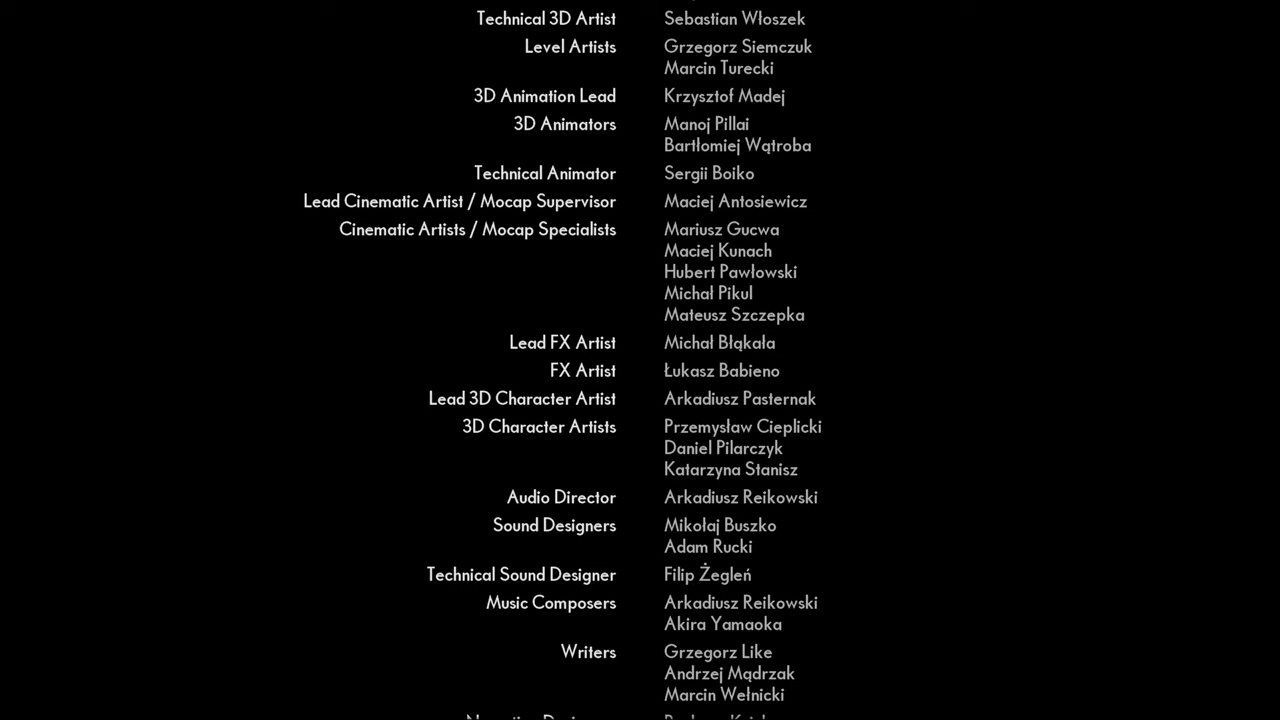 Technical 3D Artist Sebastian Włoszek
Level Artists Grzegorz Siemczuk
Marcin Turecki
3D Animation Lead Krzysztof Madej
3D Animators Manoj Pillai
Bartłomiej Wątroba
Technical Animator Sergii Boiko
Lead Cinematic Artist / Mocap Supervisor Maciej Antosiewicz
Cinematic Artists / Mocap Specialists Mariusz Gucwa
Maciej Kunach
Hubert Pawłowski
Michał Pikul
Mateusz Szczepka
Lead FX Artist Michał Błąkała
FX Artist Łukasz Babieno
Lead 3D Character Artist Arkadiusz Pasternak
3D Character Artists Przemysław Cieplicki
Daniel Pilarczyk
Katarzyna Stanisz
Audio Director Arkadiusz Reikowski
Sound Designers Mikołaj Buszko
Adam Rucki
Technical Sound Designer Filip Żegleń
Music Composers Arkadiusz Reikowski
Akira Yamaoka
Writers Grzegorz Like
Andrzej Mądrzak
Marcin Wełnicki